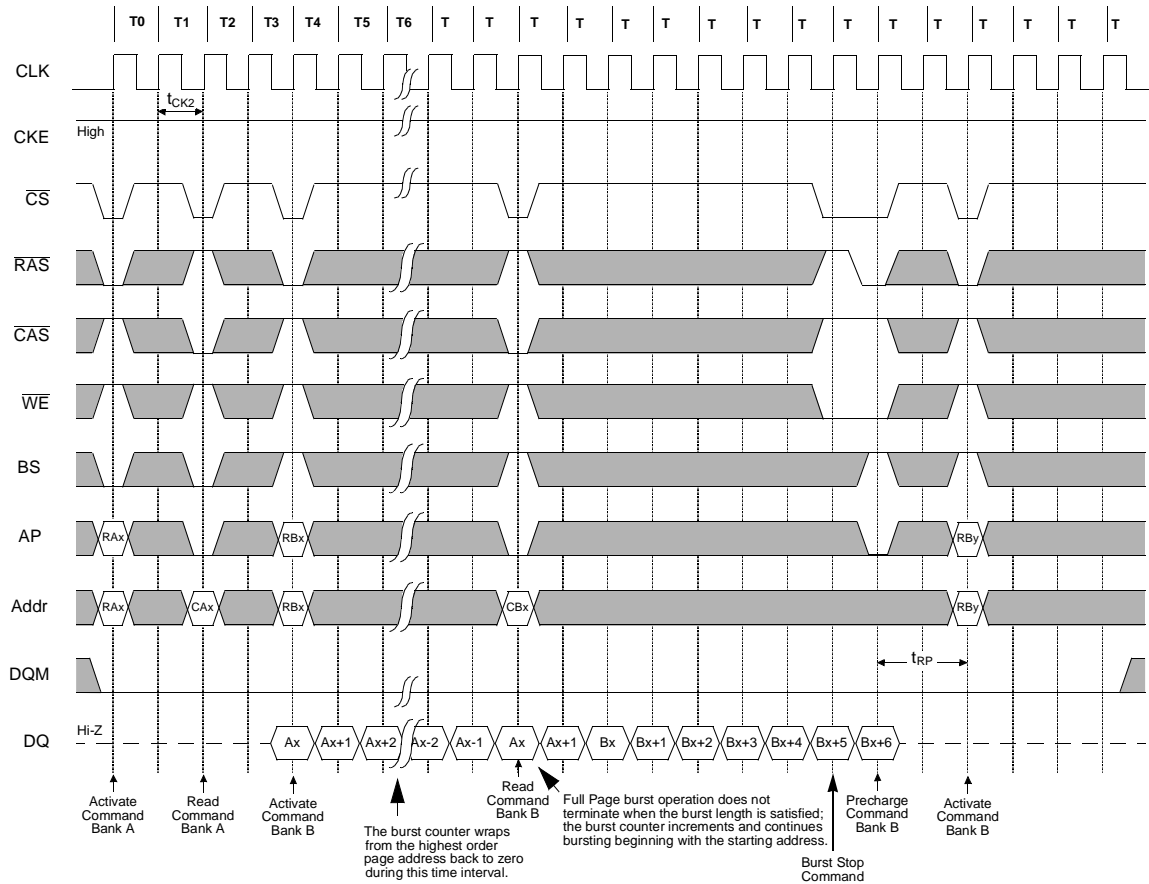 T0 T1 T2 T3 T4 T5 T6 T T T T T T T T T T T T T T T T
CLK
tCK2
CKE
High
CS
RAS
CAS
WE
BS
AP
RAx RBx RBy
Addr
RAx CAx RBx CBx RBy
tRP
DQM
Hi-Z
DQ
Ax Ax+1 Ax+2 Ax-2 Ax-1 Ax Ax+1 Bx Bx+1 Bx+2 Bx+3 Bx+4 Bx+5 Bx+6
Activate
Command
Bank A
Read
Command
Bank A
Activate
Command
Bank B
The burst counter wraps
from the highest order
page address back to zero
during this time interval.
Read
Command
Bank B
Full Page burst operation does not
terminate when the burst length is satisfied;
the burst counter increments and continues
bursting beginning with the starting address.
Burst Stop
Command
Precharge
Command
Bank B
Activate
Command
Bank B